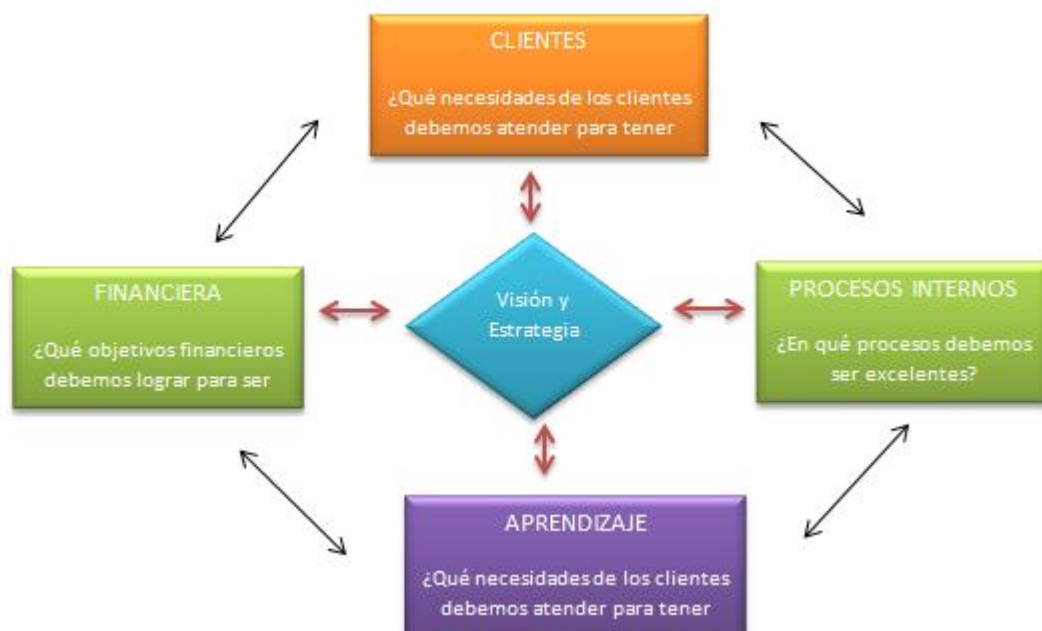 CLIENTES
¿Qué necesidades de los clientes
debemos atender para tener
FINANCIERA
¿Qué objetivos financieros
debemos lograr para ser
Visión y
Estrategia
PROCESOS INTERNOS
¿En qué procesos debemos
ser excelentes?
APRENDIZAJE
¿Qué necesidades de los clientes
debemos atender para tener